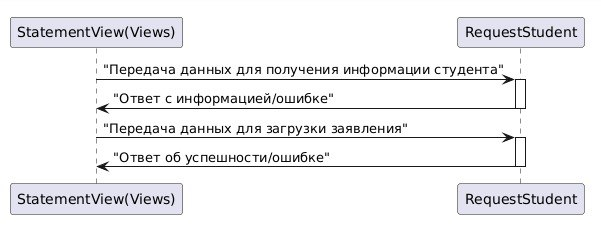 StatementView(Views) RequestStudent
"Передача данных для получения информации студента"
"Ответ с информацией/ошибке"
"Передача данных для загрузки заявления"
"Ответ об успешности/ошибке"
StatementView(Views) RequestStudent